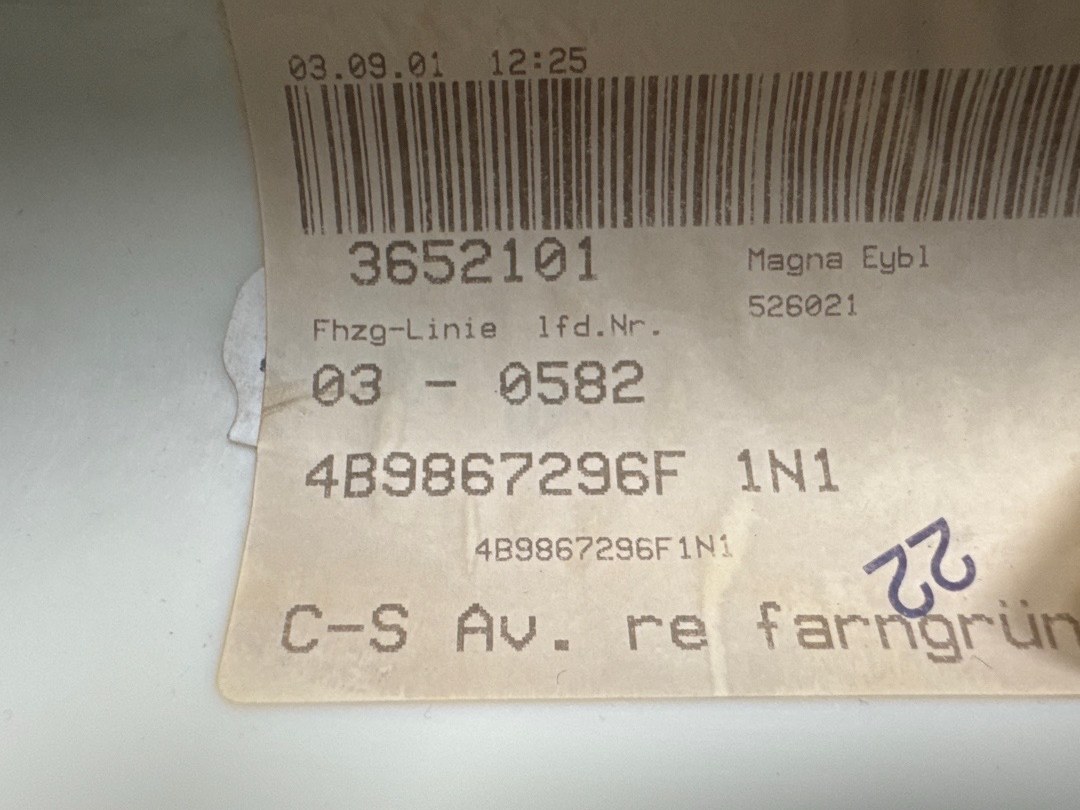 03.09.01 12:25
3652101
Magna Eybl
526021
Fhzg-Linie lfd.Nr.
03 - 0582
4B9867296F 1N1
4B9867296F1N1
22
C-S Av. re farngrün